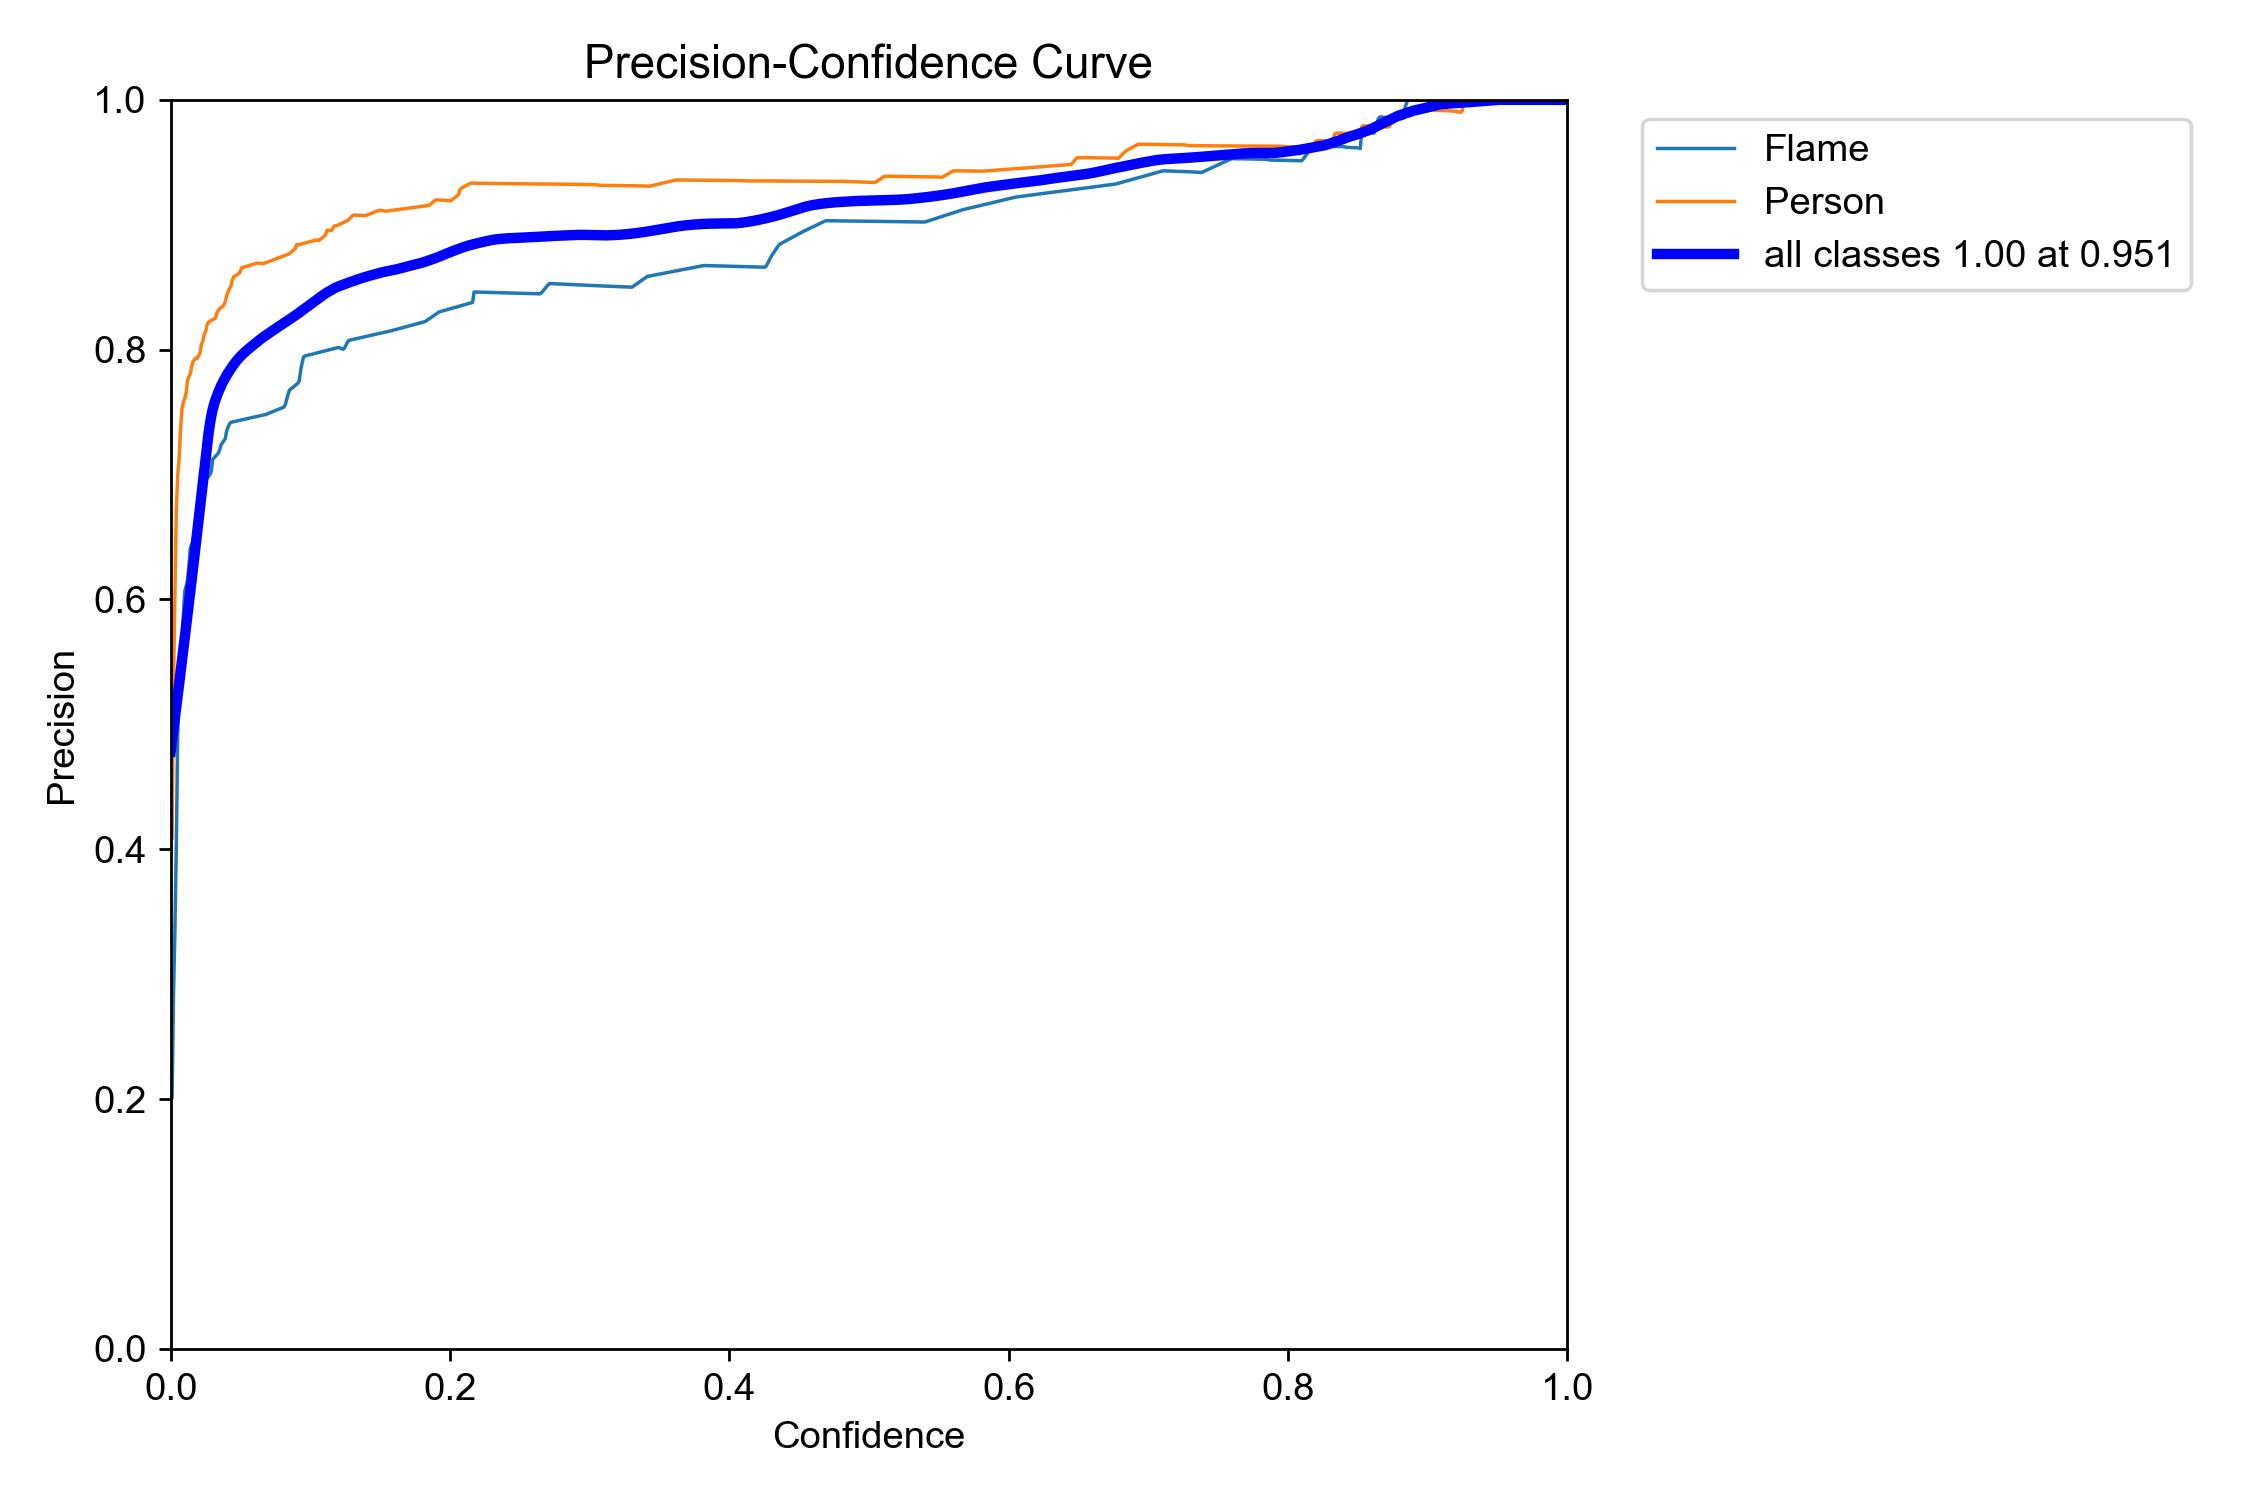 Precision-Confidence Curve
1.0
0.8
0.6
0.4
0.2
0.0
Precision
0.0 0.2 0.4 0.6 0.8 1.0
Confidence
Flame
Person
all classes 1.00 at 0.951